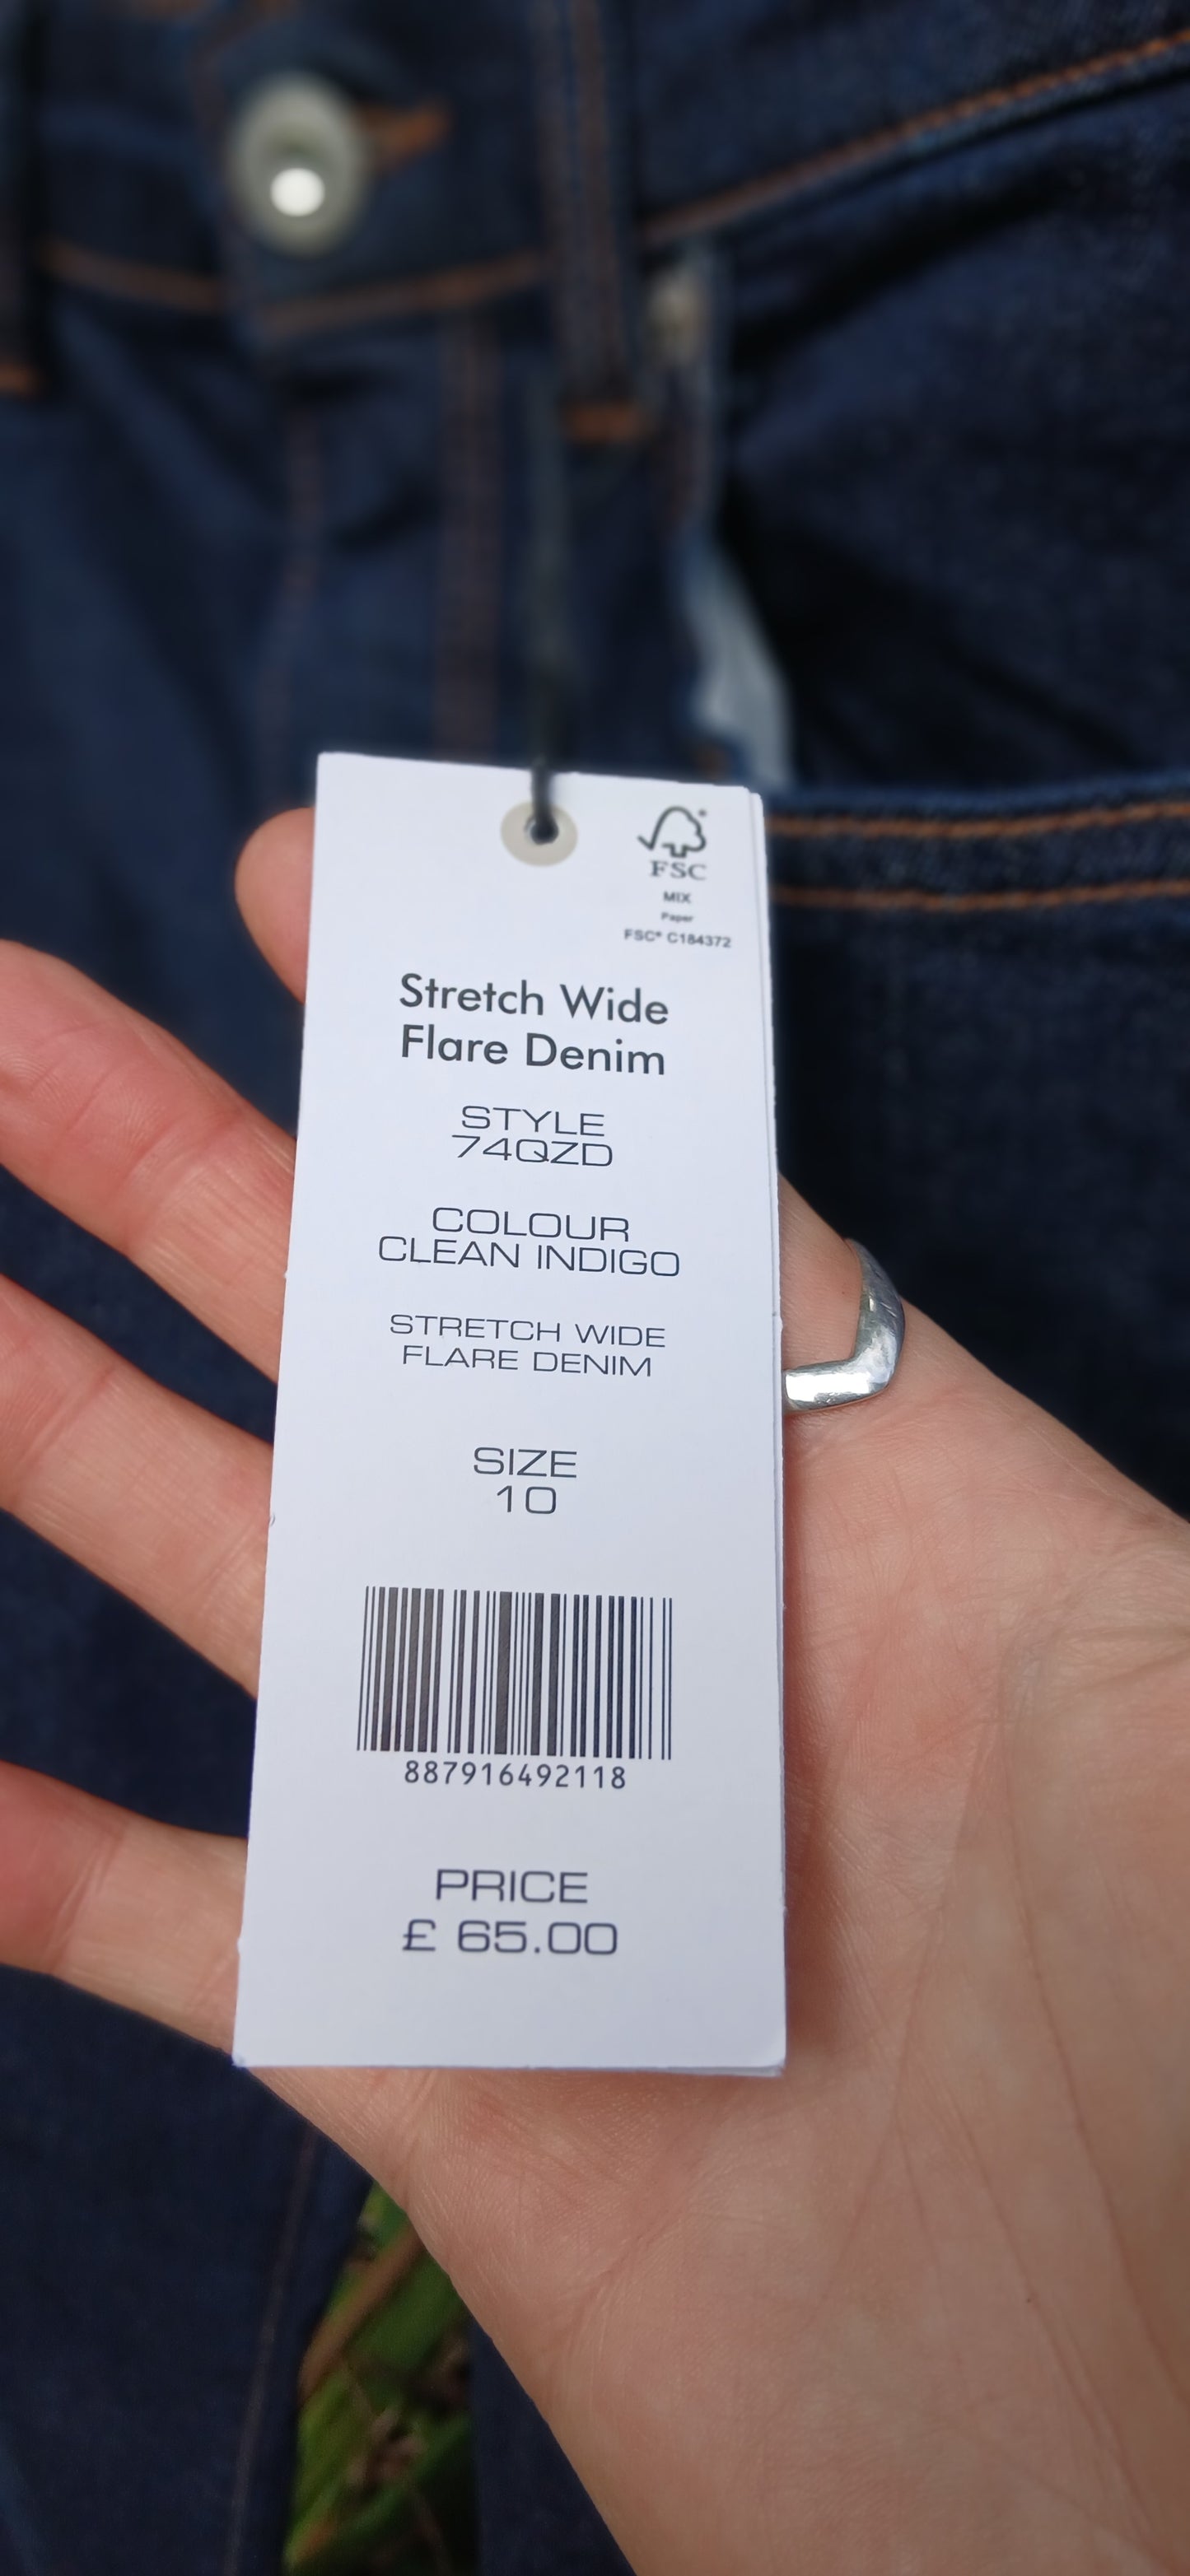 FSC
MIX
Paper
FSC® C184372
Stretch Wide
Flare Denim
STYLE
74QZD
COLOUR
CLEAN INDIGO
STRETCH WIDE
FLARE DENIM
SIZE
10
887916492118
PRICE
£ 65.00